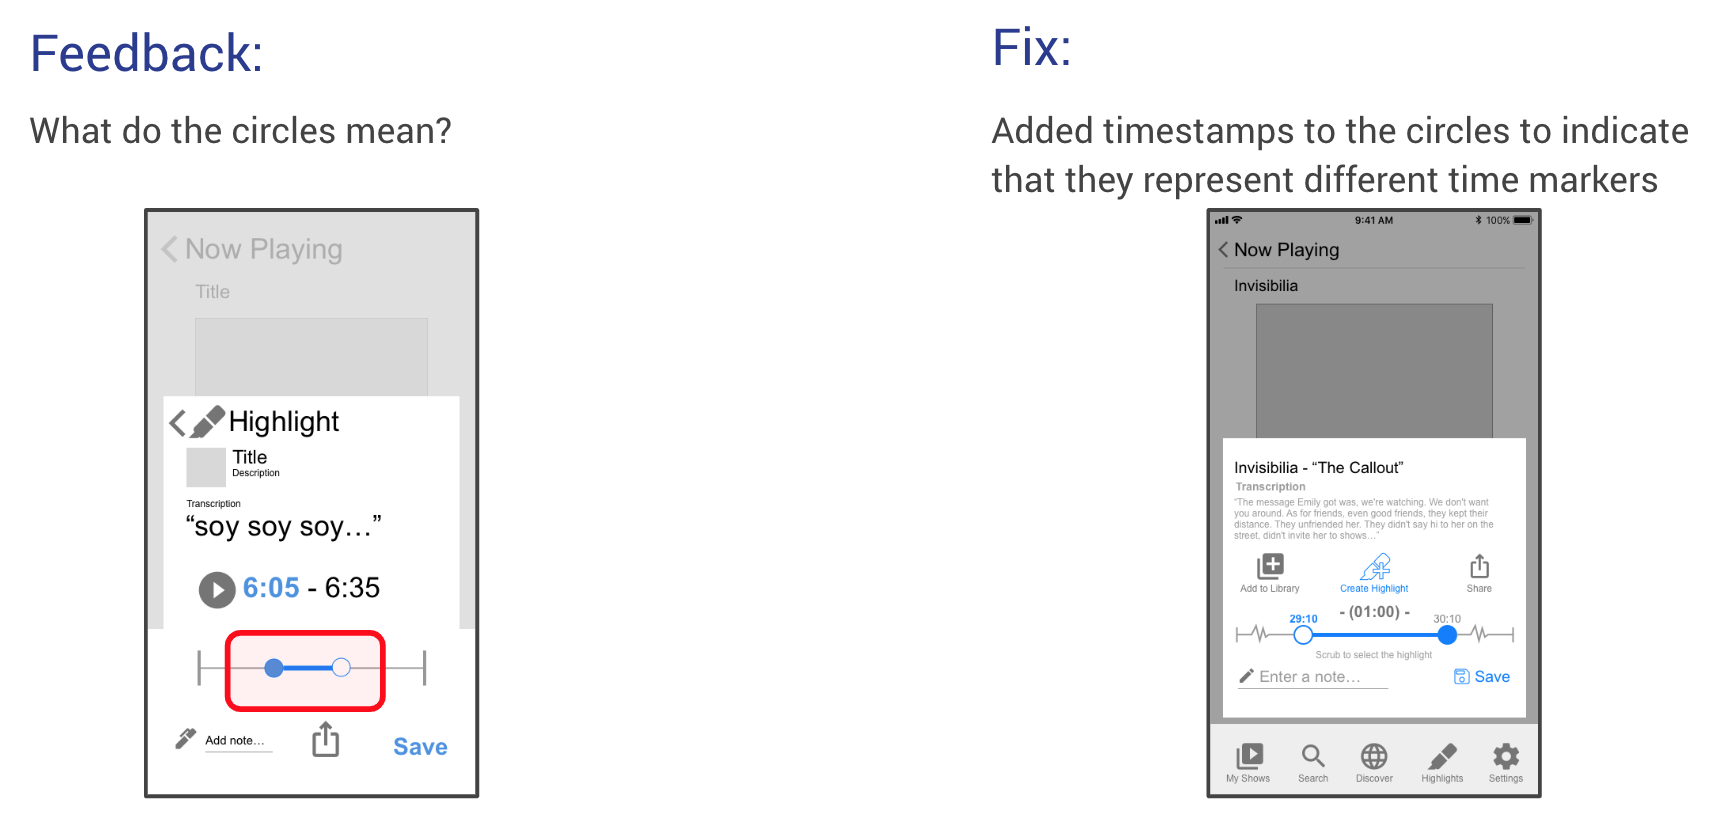 Feedback:
What do the circles mean?
Now Playing
Title
Highlight
Title
Description
Transcription
“soy soy soy...”
6:05 - 6:35
Add note...
Save
Fix:
Added timestamps to the circles to indicate
that they represent different time markers
9:41 AM
100%
Now Playing
Invisibilia
Invisibilia - “The Callout”
Transcription
“The message Emily got was, we're watching. We don't want
you around. As for friends, even good friends, they kept their
distance. They unfriended her. They didn't say hi to her on the
street, didn't invite her to shows...”
Add to Library
Create Highlight
Share
- (01:00) -
29:10
30:10
Scrub to select the highlight
Enter a note...
Save
My Shows
Search
Discover
Highlights
Settings